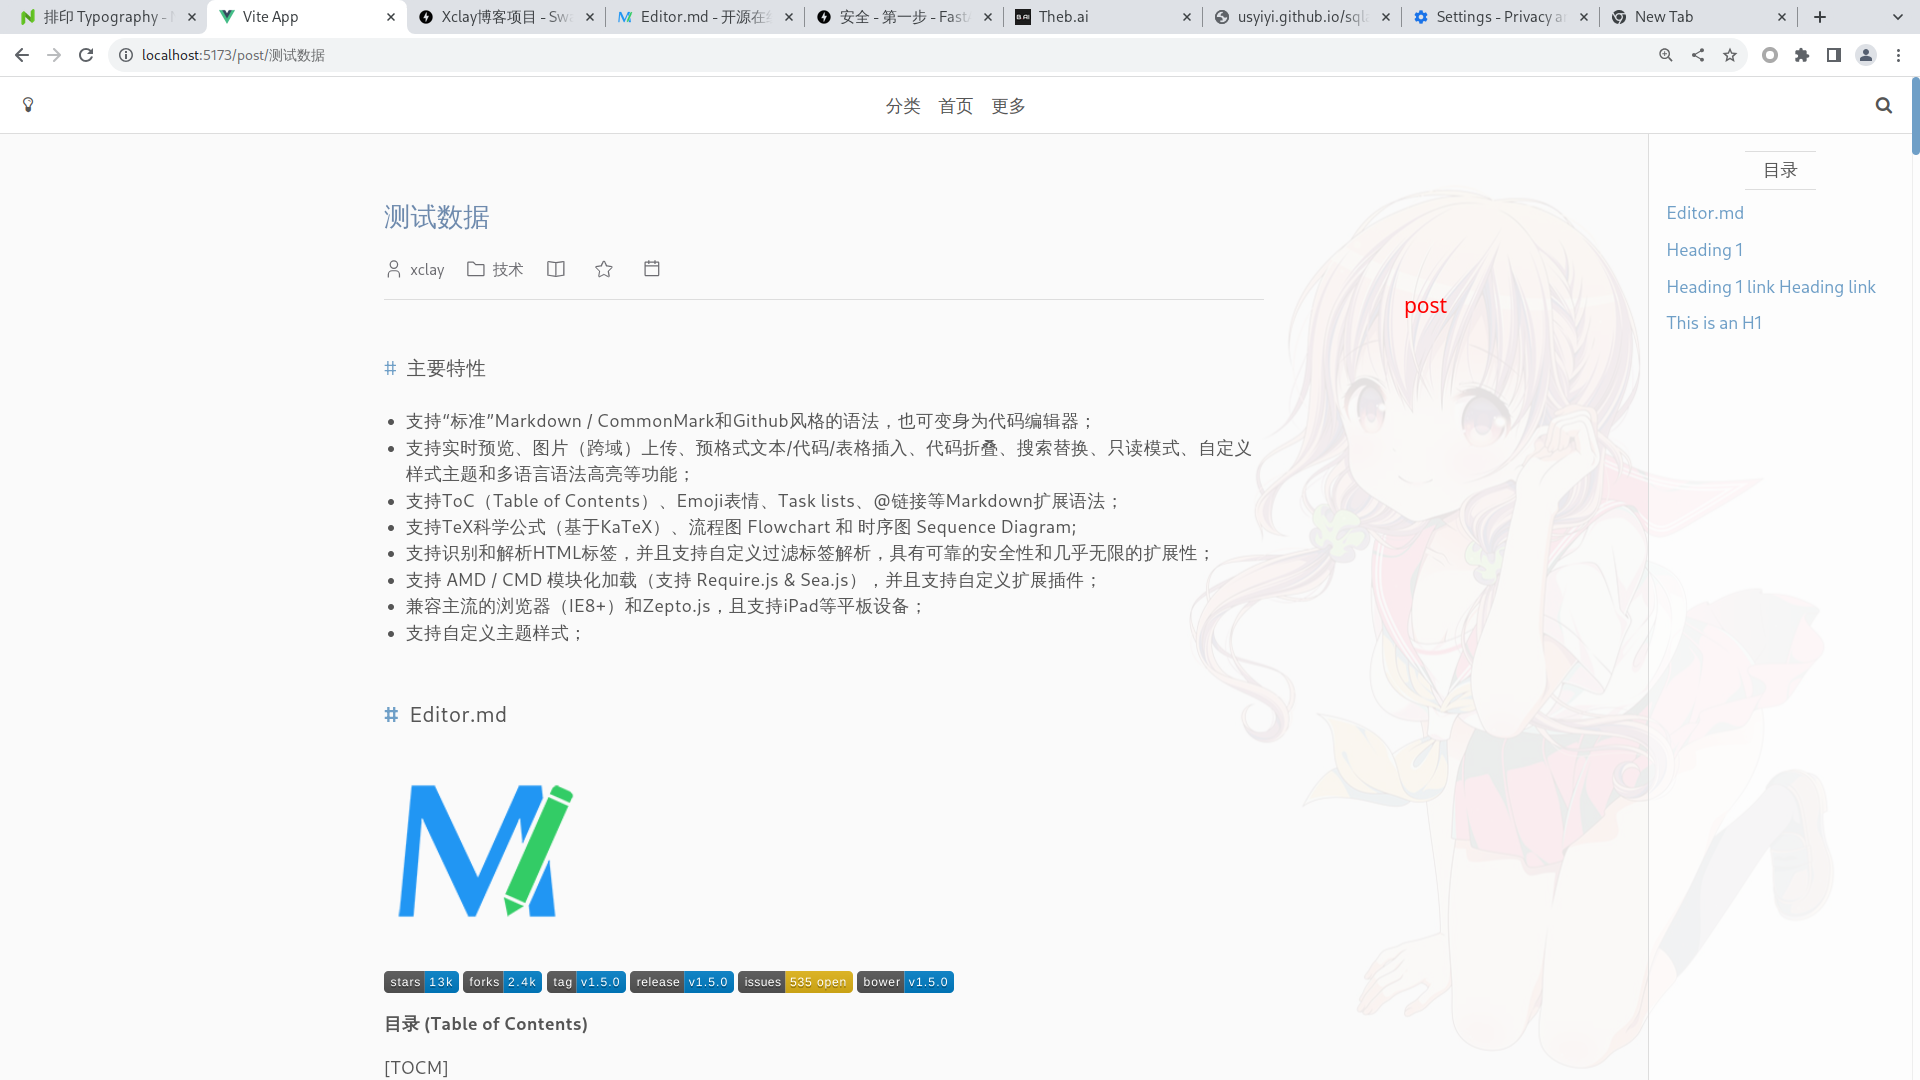 排印 Typography - N
Vite App
Xclay博客项目 - Swa
Editor.md - 开源在线
安全 - 第一步 - FastA
Theb.ai
usyiyi.github.io/sqla
Settings - Privacy an
New Tab
localhost:5173/post/测试数据
分类 首页 更多
测试数据
xclay 技术
post
目录
Editor.md
Heading 1
Heading 1 link Heading link
This is an H1
# 主要特性
支持“标准”Markdown / CommonMark和Github风格的语法，也可变身为代码编辑器；
支持实时预览、图片（跨域）上传、预格式文本/代码/表格插入、代码折叠、搜索替换、只读模式、自定义
样式主题和多语言语法高亮等功能；
支持ToC（Table of Contents）、Emoji表情、Task lists、@链接等Markdown扩展语法；
支持TeX科学公式（基于KaTeX）、流程图 Flowchart 和 时序图 Sequence Diagram;
支持识别和解析HTML标签，并且支持自定义过滤标签解析，具有可靠的安全性和几乎无限的扩展性；
支持 AMD / CMD 模块化加载（支持 Require.js & Sea.js），并且支持自定义扩展插件；
兼容主流的浏览器（IE8+）和Zepto.js，且支持iPad等平板设备；
支持自定义主题样式；
# Editor.md
stars 13k forks 2.4k tag v1.5.0 release v1.5.0 issues 535 open bower v1.5.0
目录 (Table of Contents)
[TOCM]